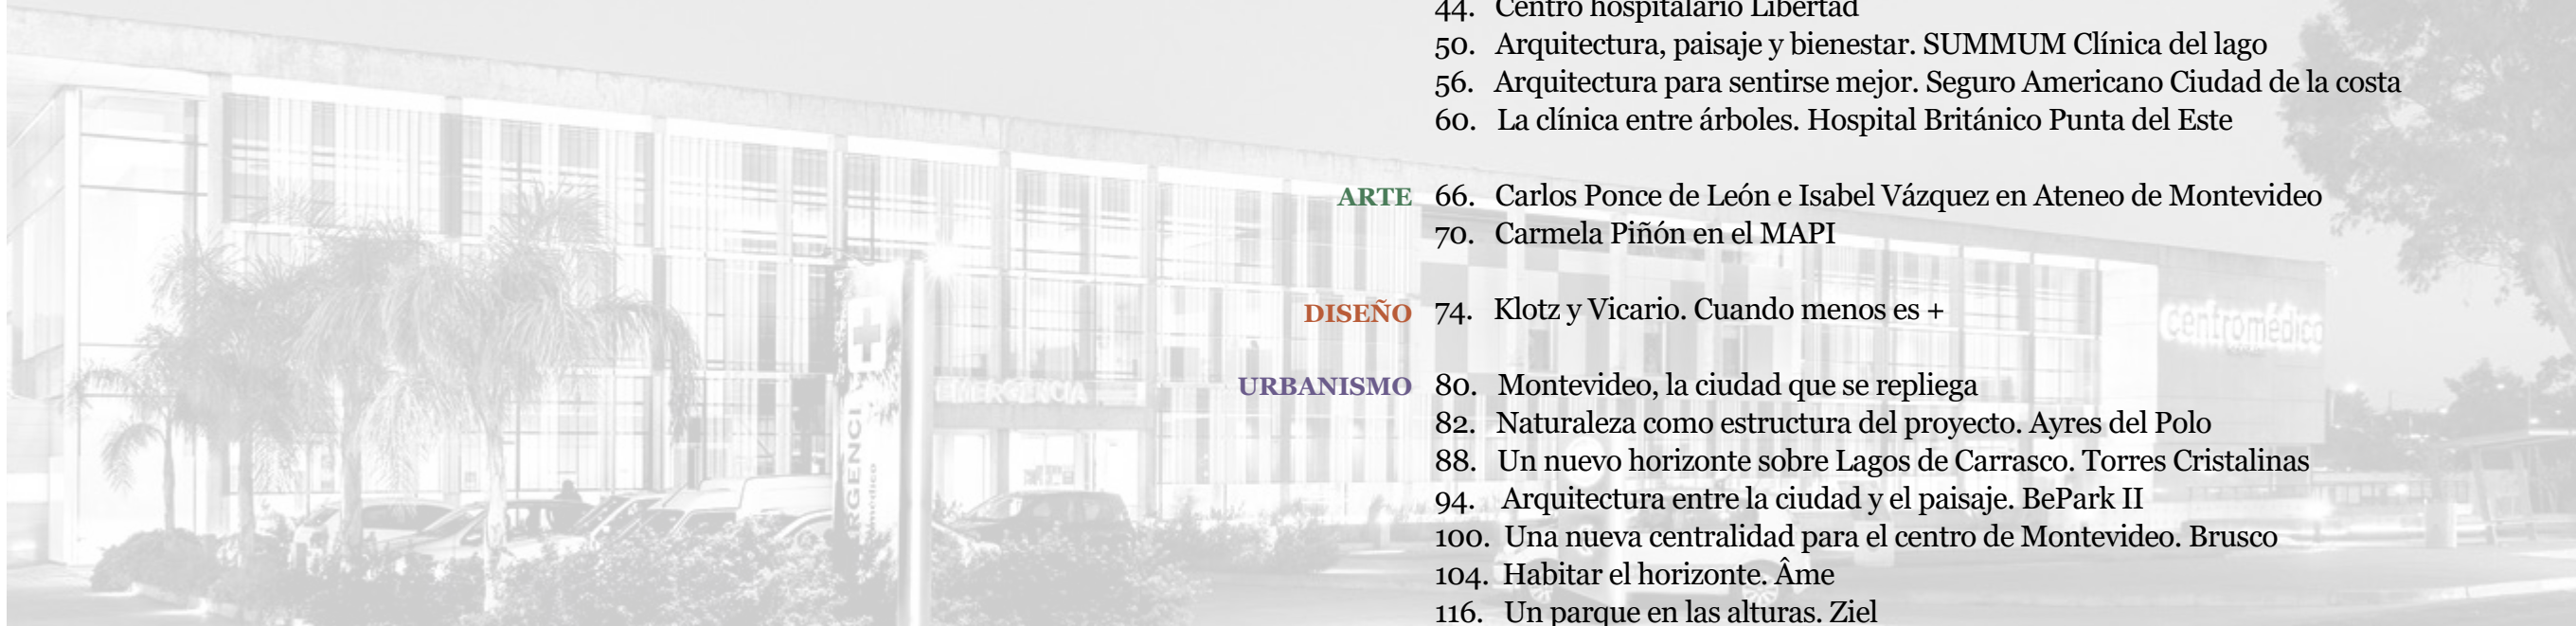 44. Centro hospitalario Libertad
50. Arquitectura, paisaje y bienestar. SUMMUM Clínica del lago
56. Arquitectura para sentirse mejor. Seguro Americano Ciudad de la costa
60. La clínica entre árboles. Hospital Británico Punta del Este
ARTE 66. Carlos Ponce de León e Isabel Vázquez en Ateneo de Montevideo
70. Carmela Piñón en el MAPI
DISEÑO 74. Klotz y Vicario. Cuando menos es +
URBANISMO 80. Montevideo, la ciudad que se repliega
82. Naturaleza como estructura del proyecto. Ayres del Polo
88. Un nuevo horizonte sobre Lagos de Carrasco. Torres Cristalinas
94. Arquitectura entre la ciudad y el paisaje. BePark II
100. Una nueva centralidad para el centro de Montevideo. Brusco
104. Habitar el horizonte. Âme
116. Un parque en las alturas. Ziel
centromédico
EMERGENCIA